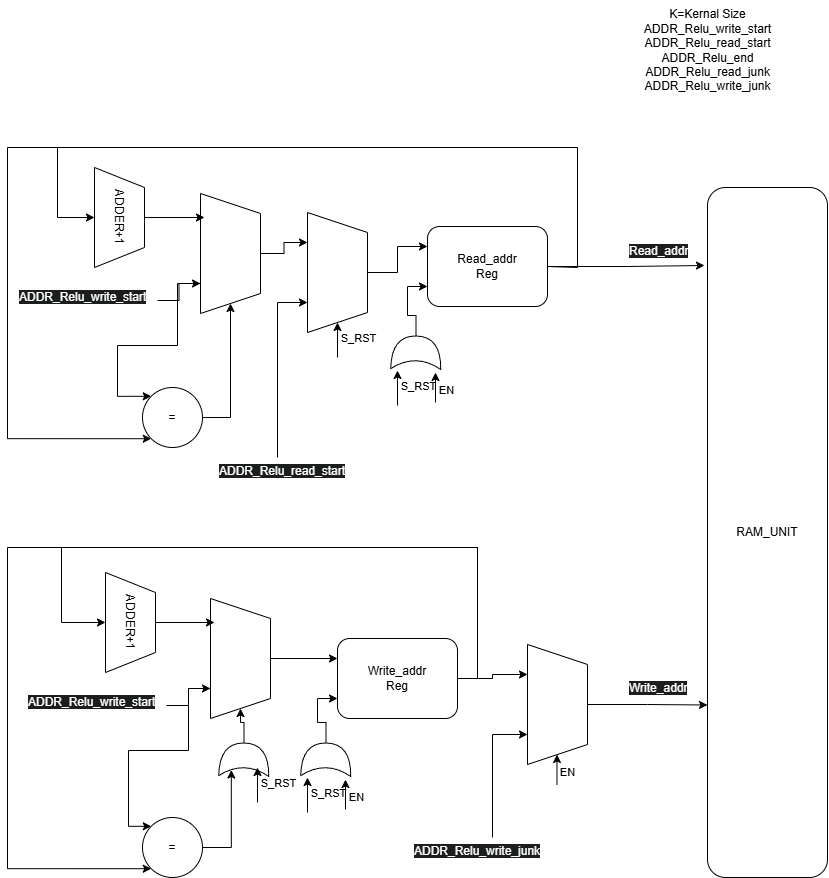 K=Kernal Size
ADDR_Relu_write_start
ADDR_Relu_read_start
ADDR_Relu_end
ADDR_Relu_read_junk
ADDR_Relu_write_junk
ADDER+1
Read_addr
Reg
Read_addr
ADDR_Relu_write_start
S_RST
S_RST
EN
=
ADDR_Relu_read_start
RAM_UNIT
ADDER+1
Write_addr
Reg
Write_addr
ADDR_Relu_write_start
EN
S_RST
S_RST
EN
=
ADDR_Relu_write_junk